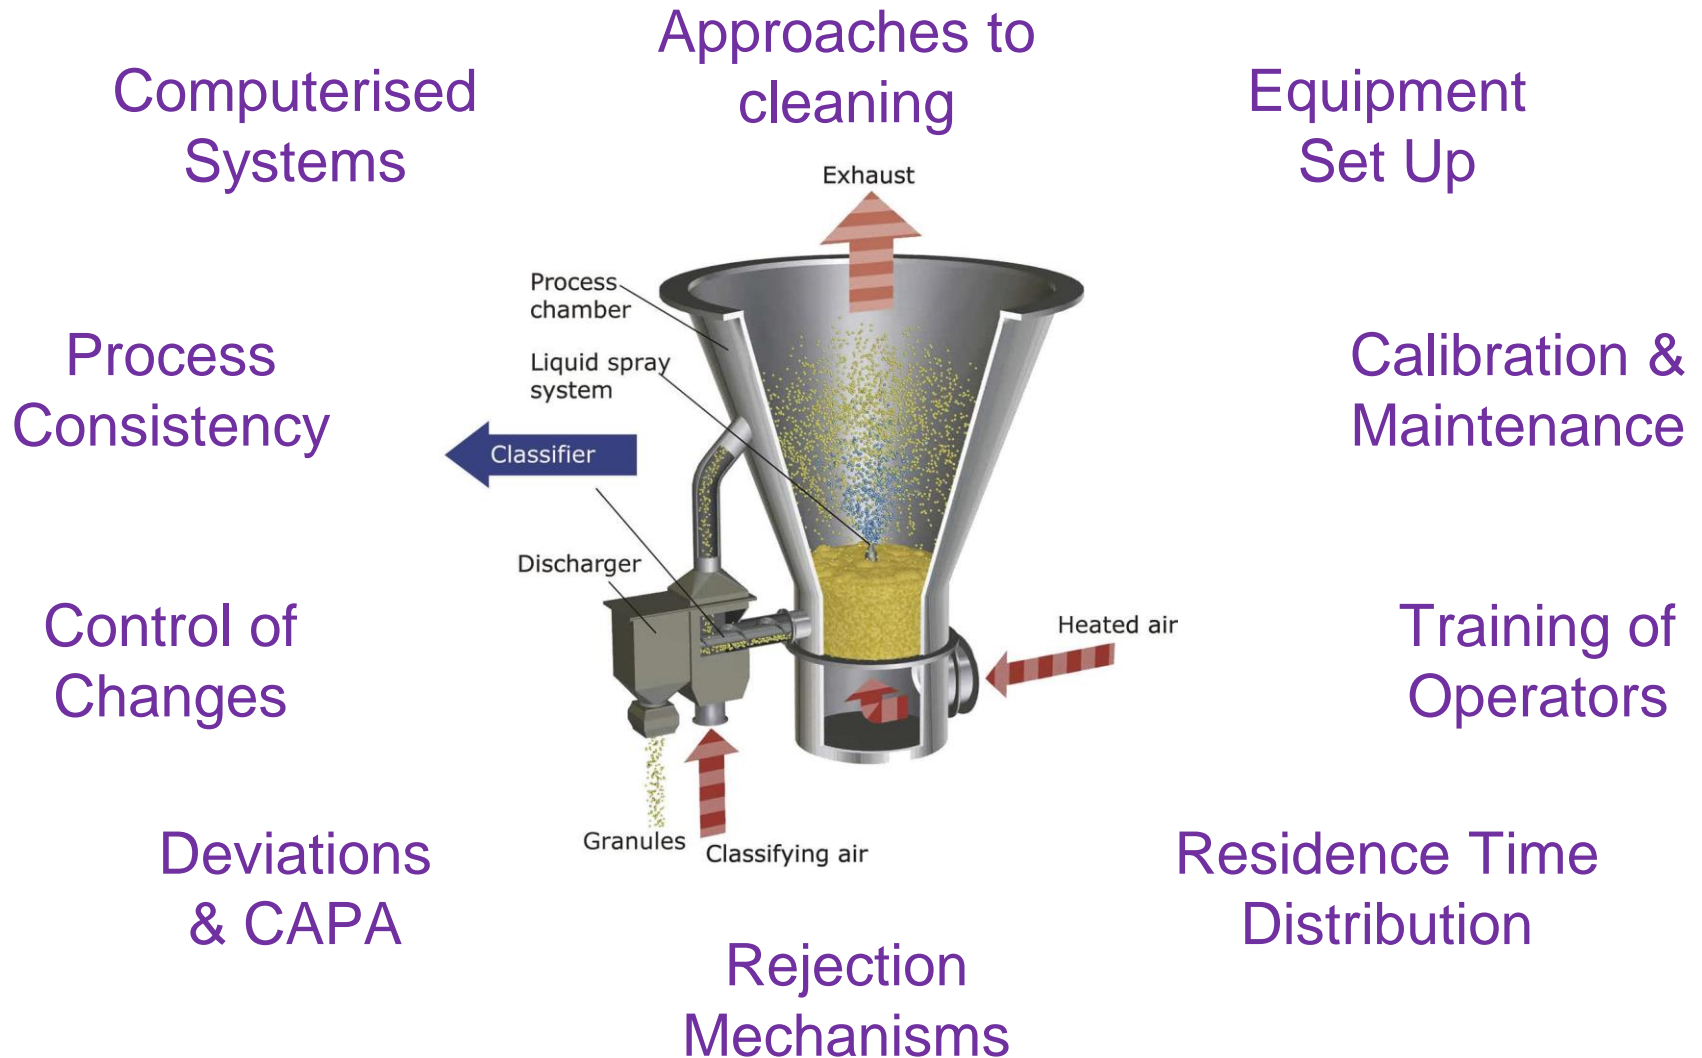 Approaches to
cleaning
Computerised
Systems
Equipment
Set Up
Exhaust
Process
chamber
Liquid spray
system
Process
Consistency
Calibration &
Maintenance
Classifier
Discharger
Control of
Changes
Heated air
Training of
Operators
Granules
Classifying air
Deviations
& CAPA
Residence Time
Distribution
Rejection
Mechanisms